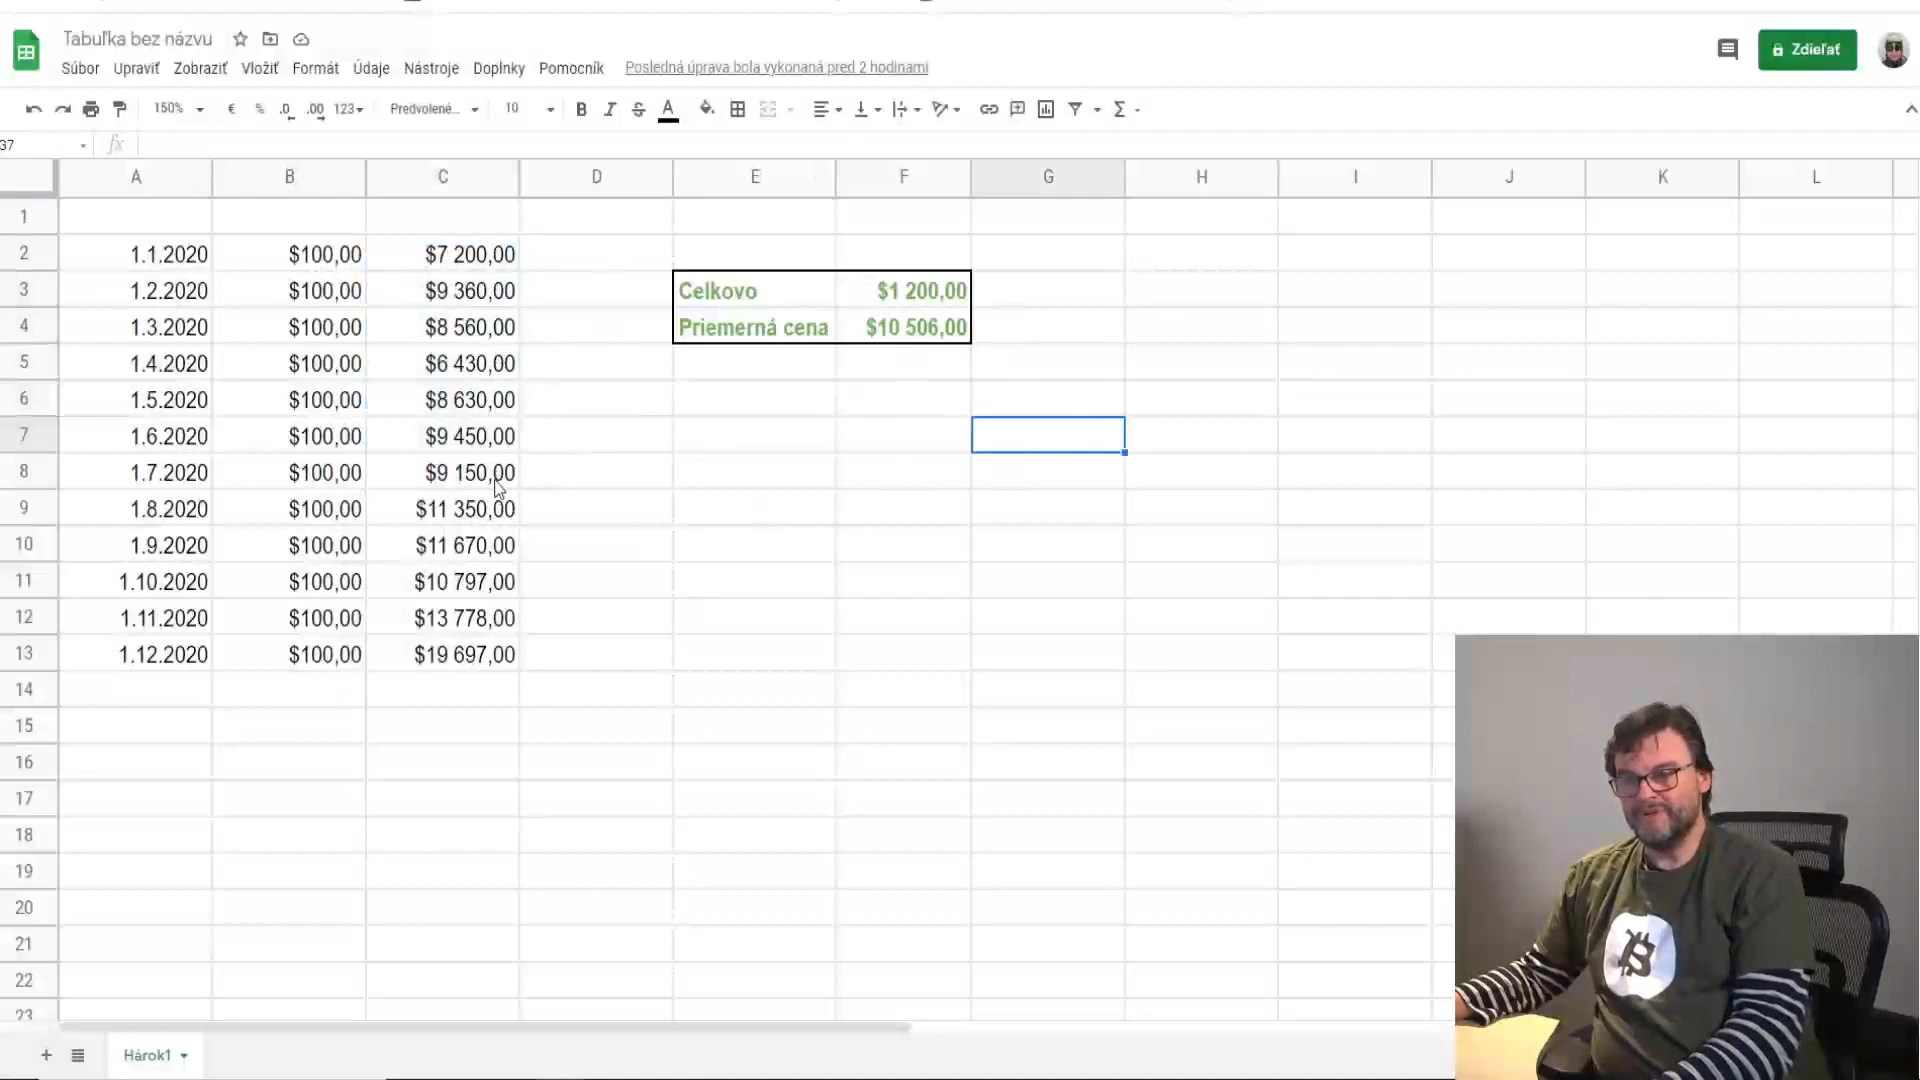 Tabuľka bez názvu
Súbor Upraviť Zobraziť Vložiť Formát Údaje Nástroje Doplnky Pomocník Posledná úprava bola vykonaná pred 2 hodinami
Zdieľať
150% € % .0 .00 123 Predvolené... 10 B I S A Σ
37 fx
A B C D E F G H I J K L
1
2 1.1.2020 $100,00 $7 200,00
3 1.2.2020 $100,00 $9 360,00 Celkovo $1 200,00
4 1.3.2020 $100,00 $8 560,00 Priemerná cena $10 506,00
5 1.4.2020 $100,00 $6 430,00
6 1.5.2020 $100,00 $8 630,00
7 1.6.2020 $100,00 $9 450,00
8 1.7.2020 $100,00 $9 150,00
9 1.8.2020 $100,00 $11 350,00
10 1.9.2020 $100,00 $11 670,00
11 1.10.2020 $100,00 $10 797,00
12 1.11.2020 $100,00 $13 778,00
13 1.12.2020 $100,00 $19 697,00
14
15
16
17
18
19
20
21
22
23
Hárok1